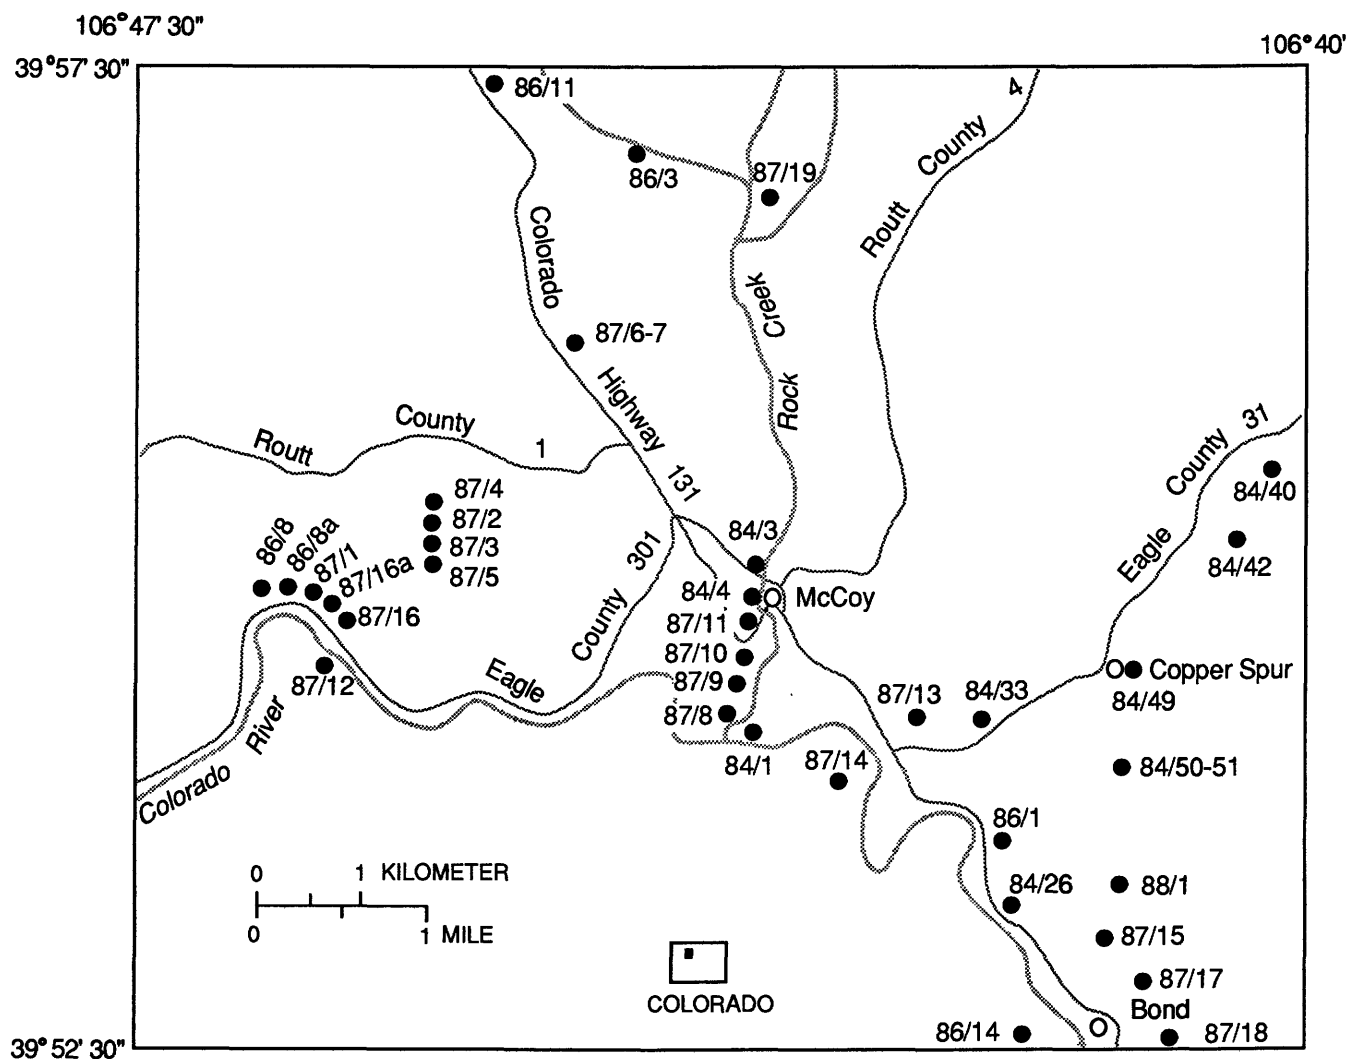 106°47'30"
106°40'
39°57'30"
86/11
4
County
Routt
86/3
87/19
Colorado
Creek
Rock
87/6-7
Highway
131
Routt
County
1
County 31
Eagle
84/40
84/42
87/4
87/2
87/3
87/5
86/8
86/8a
87/1
87/16a
87/16
301
County
Eagle
84/3
84/4
McCoy
87/11
87/10
87/9
87/8
84/1
87/12
River
Colorado
87/13
84/33
Copper Spur
84/49
87/14
84/50-51
86/1
84/26
88/1
87/15
87/17
Bond
86/14
87/18
0 1 KILOMETER
0 1 MILE
COLORADO
39°52'30"